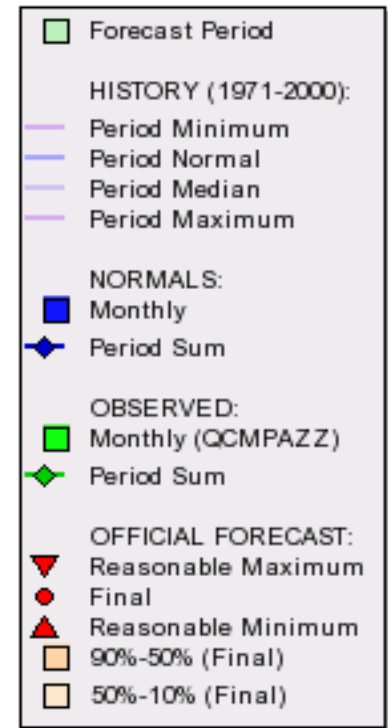 Forecast Period
HISTORY (1971-2000):
Period Minimum
Period Normal
Period Median
Period Maximum
NORMALS:
Monthly
Period Sum
OBSERVED:
Monthly (QCMPAZZ)
Period Sum
OFFICIAL FORECAST:
Reasonable Maximum
Final
Reasonable Minimum
90%-50% (Final)
50%-10% (Final)